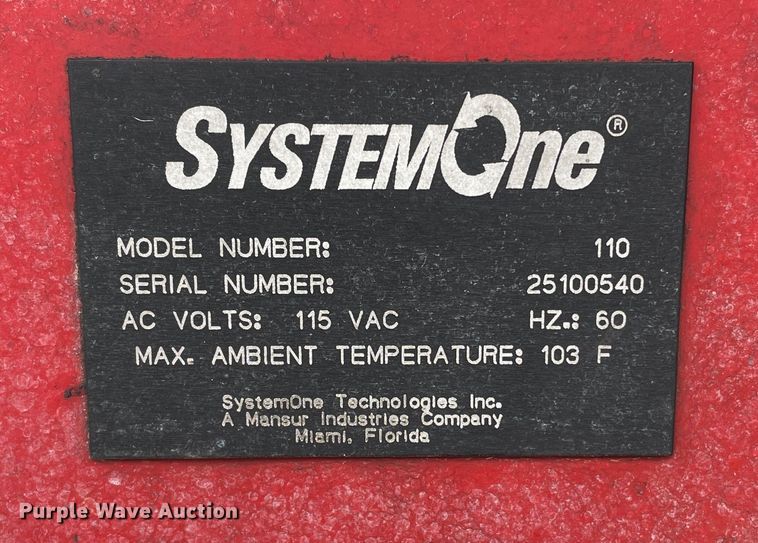 SYSTEMOne®
MODEL NUMBER: 110
SERIAL NUMBER: 25100540
AC VOLTS: 115 VAC HZ.: 60
MAX. AMBIENT TEMPERATURE: 103 F
SystemOne Technologies Inc.
A Mansur Industries Company
Miami, Florida
Purple Wave Auction